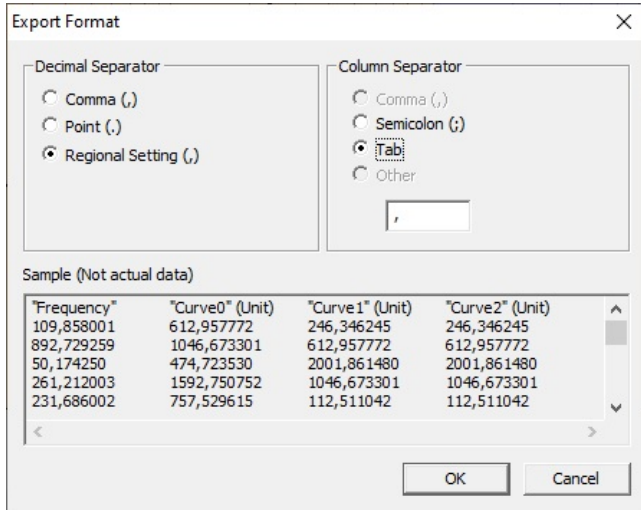 Export Format
Decimal Separator
Comma (,)
Point (.)
Regional Setting (,)
Column Separator
Comma (,)
Semicolon (;)
Tab
Other
,
Sample (Not actual data)
"Frequency" "Curve0" (Unit) "Curve1" (Unit) "Curve2" (Unit)
109,858001 612,957772 246,346245 246,346245
892,729259 1046,673301 612,957772 612,957772
50,174250 474,723530 2001,861480 2001,861480
261,212003 1592,750752 1046,673301 1046,673301
231,686002 757,529615 112,511042 112,511042
OK Cancel